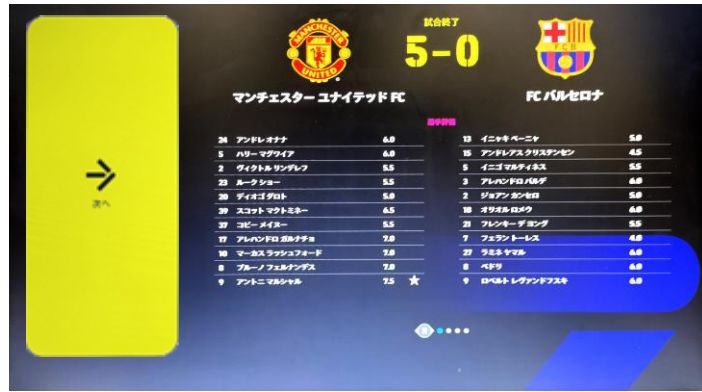 試合終了
5-0
MANCHESTER
UNITED
FCB
マンチェスター ユナイテッド FC
FC バルセロナ
選手評価
24 アンドレ オナナ 6.0
5 ハリー マグワイア 6.0
2 ヴィクトル リンデレフ 5.5
23 ルーク ショー 5.5
20 ディオゴ ダロト 5.0
39 スコット マクトミネー 6.5
37 コビー メイヌー 5.5
17 アレハンドロ ガルナチョ 7.0
10 マーカス ラッシュフォード 7.0
8 ブルーノ フェルナンデス 7.0
9 アントニ マルシャル 7.5
13 イニャキ ペーニャ 5.0
15 アンドレアス クリステンセン 4.5
5 イニゴ マルティネス 5.5
3 アレハンドロ バルデ 6.0
2 ジョアン カンセロ 5.0
18 オリオル ロメウ 6.0
21 フレンキー デ ヨング 5.5
7 フェラン トーレス 4.0
27 ラミネ ヤマル 6.0
8 ペドリ 6.0
9 ロベルト レヴァンドフスキ 6.0
次へ
R